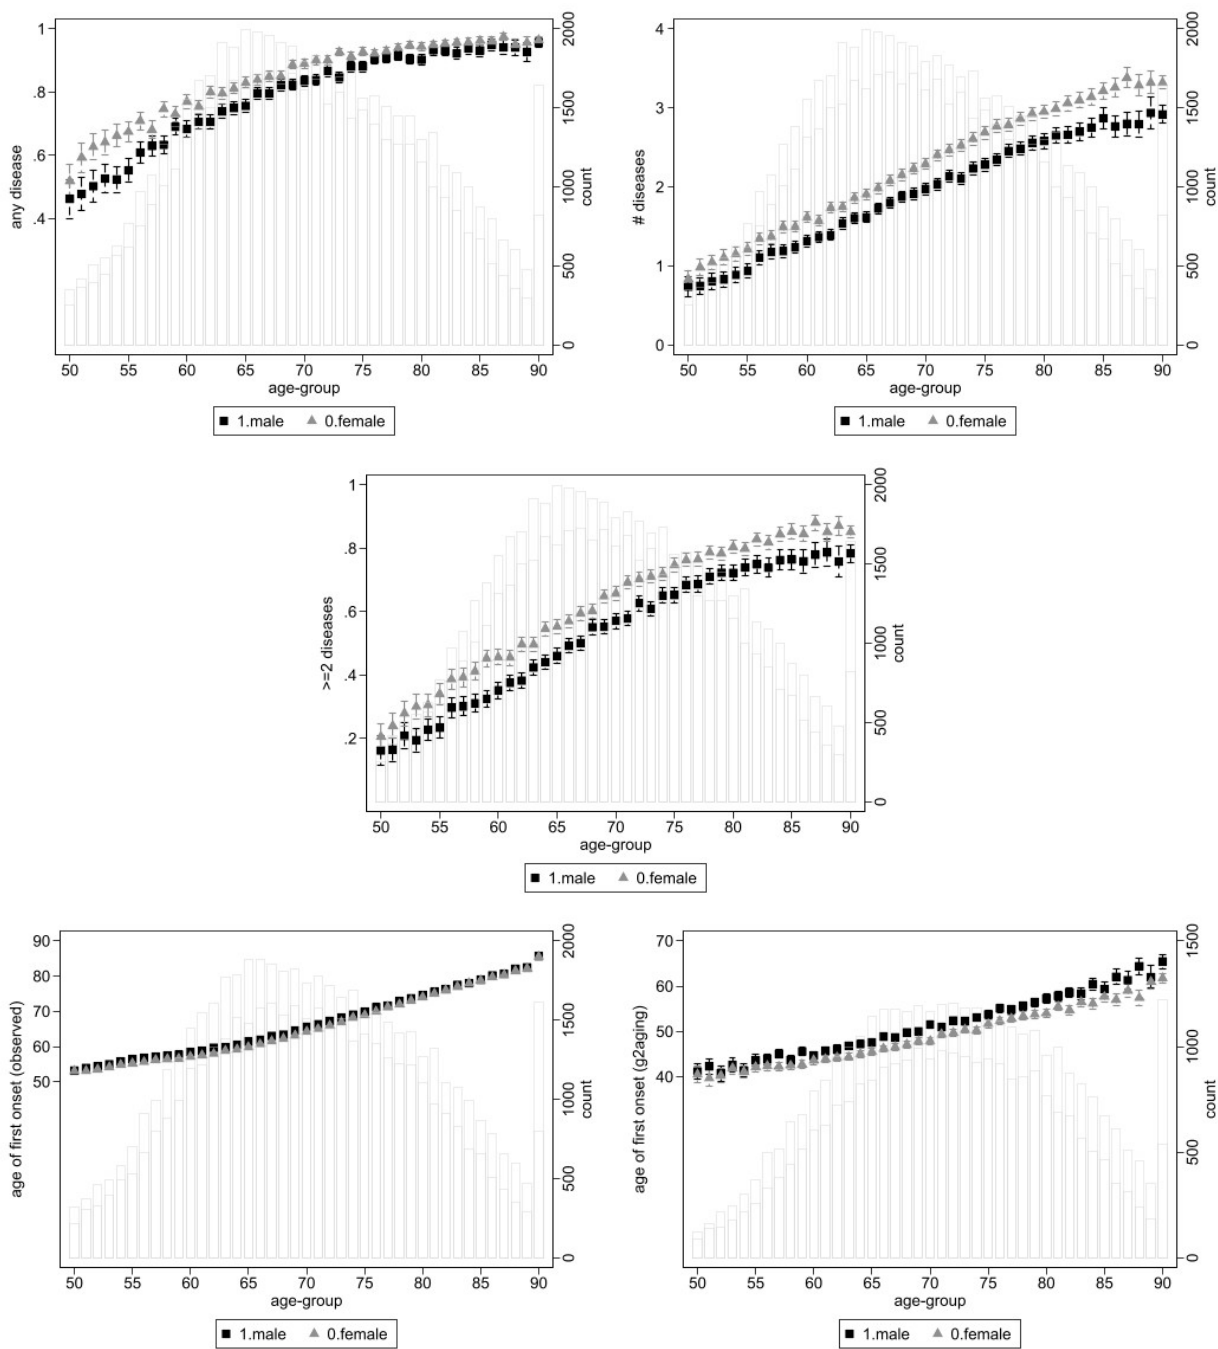 any disease
1
.8
.6
.4
2000
1500
1000
500
0
count
50 55 60 65 70 75 80 85 90
age-group
1.male 0.female
# diseases
4
3
2
1
0
2000
1500
1000
500
0
count
50 55 60 65 70 75 80 85 90
age-group
1.male 0.female
>=2 diseases
1
.8
.6
.4
.2
2000
1500
1000
500
0
count
50 55 60 65 70 75 80 85 90
age-group
1.male 0.female
age of first onset (observed)
90
80
70
60
50
2000
1500
1000
500
0
count
50 55 60 65 70 75 80 85 90
age-group
1.male 0.female
age of first onset (g2aging)
70
60
50
40
1500
1000
500
0
count
50 55 60 65 70 75 80 85 90
age-group
1.male 0.female